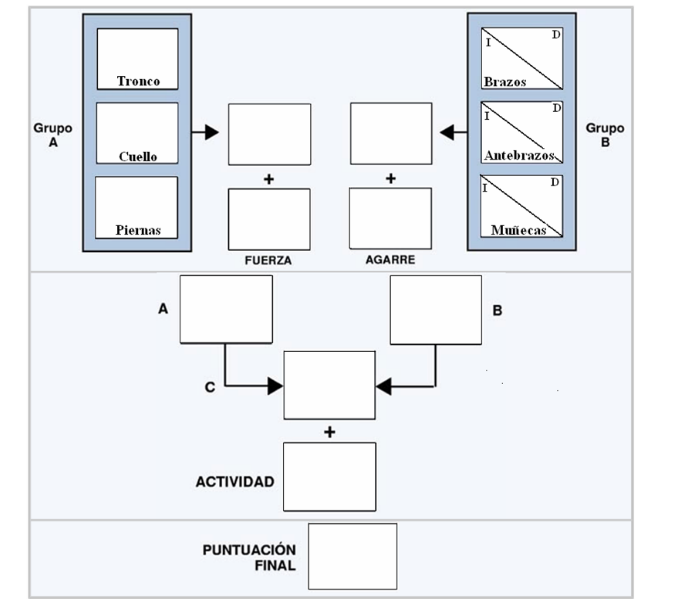 Tronco
Grupo
A
Cuello
Piernas
+
FUERZA
I
D
Brazos
I
D
Antebrazos
I
D
Muñecas
Grupo
B
+
AGARRE
A
B
C
+
ACTIVIDAD
PUNTUACIÓN
FINAL